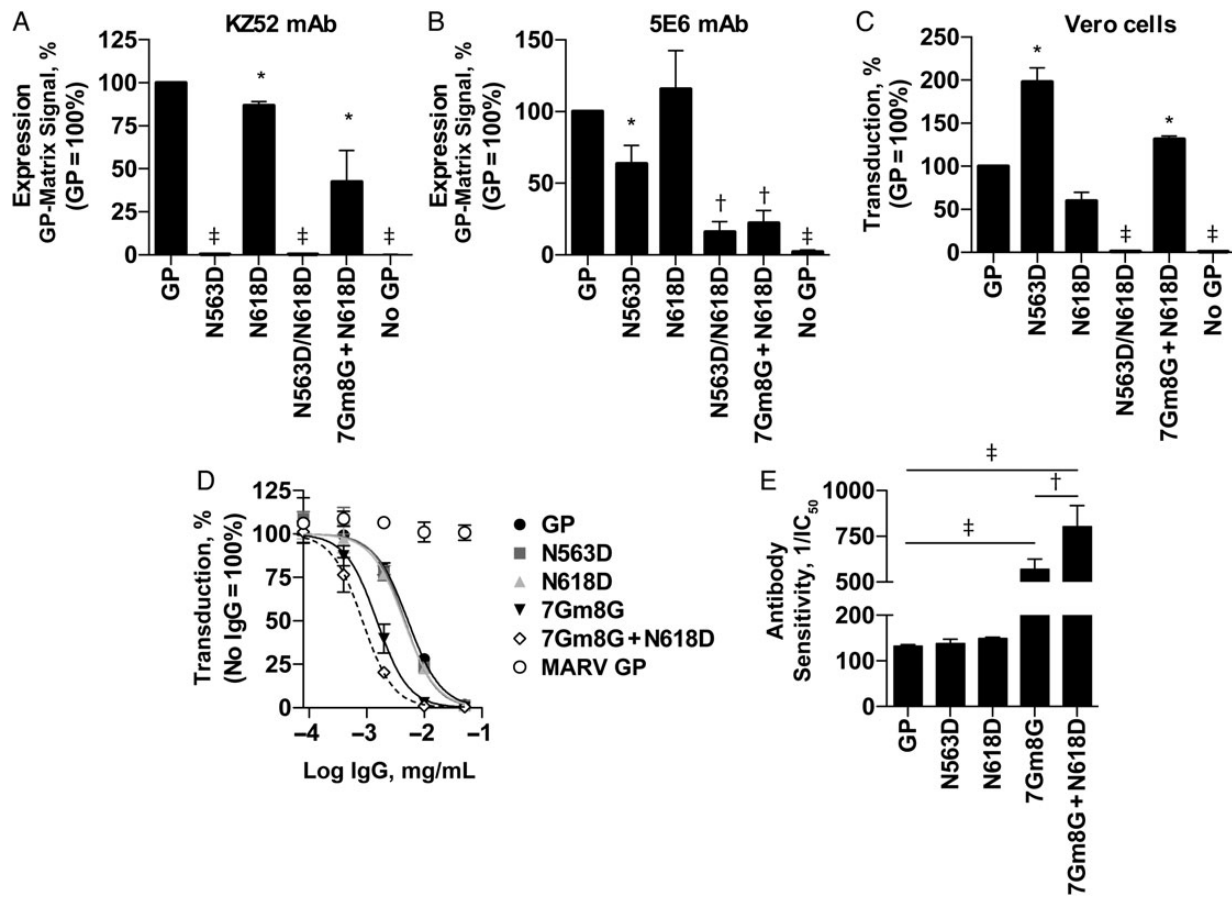 A
KZ52 mAb
Expression
GP-Matrix Signal, %
(GP = 100%)
125
100
75
50
25
0
*
*
‡
‡
‡
GP
N563D
N618D
N563D/N618D
7Gm8G + N618D
No GP
B
5E6 mAb
Expression
GP-Matrix Signal, %
(GP = 100%)
150
100
50
0
*
†
†
‡
GP
N563D
N618D
N563D/N618D
7Gm8G + N618D
No GP
C
Vero cells
Transduction, %
(GP = 100%)
250
200
150
100
50
0
*
‡
*
‡
GP
N563D
N618D
N563D/N618D
7Gm8G + N618D
No GP
D
Transduction, %
(No IgG = 100%)
125
100
75
50
25
0
–4 –3 –2 –1
Log IgG, mg/mL
GP
N563D
N618D
7Gm8G
7Gm8G + N618D
MARV GP
E
Antibody
Sensitivity, 1/IC50
1000
750
500
200
100
0
‡
‡
†
GP
N563D
N618D
7Gm8G
7Gm8G + N618D